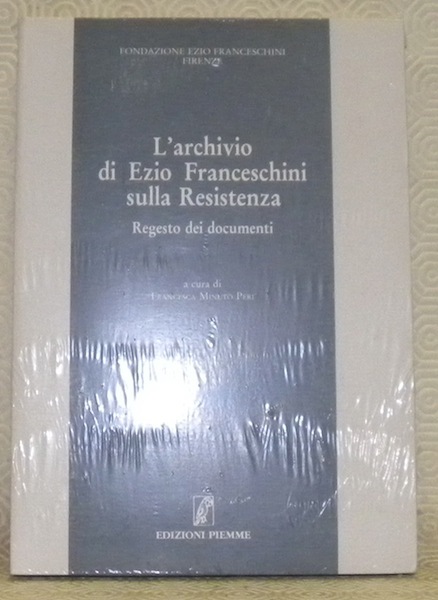 FONDAZIONE EZIO FRANCESCHINI
FIRENZE
L'archivio
di Ezio Franceschini
sulla Resistenza
Regesto dei documenti
a cura di
FRANCESCA MINUTO PERI
EDIZIONI PIEMME